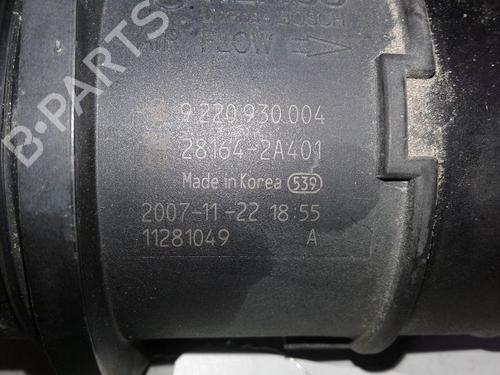 AIR FLOW
9 220 930 004
28164-2A401
Made in Korea 539
2007-11-22 18:55
11281049 A
B-PARTS